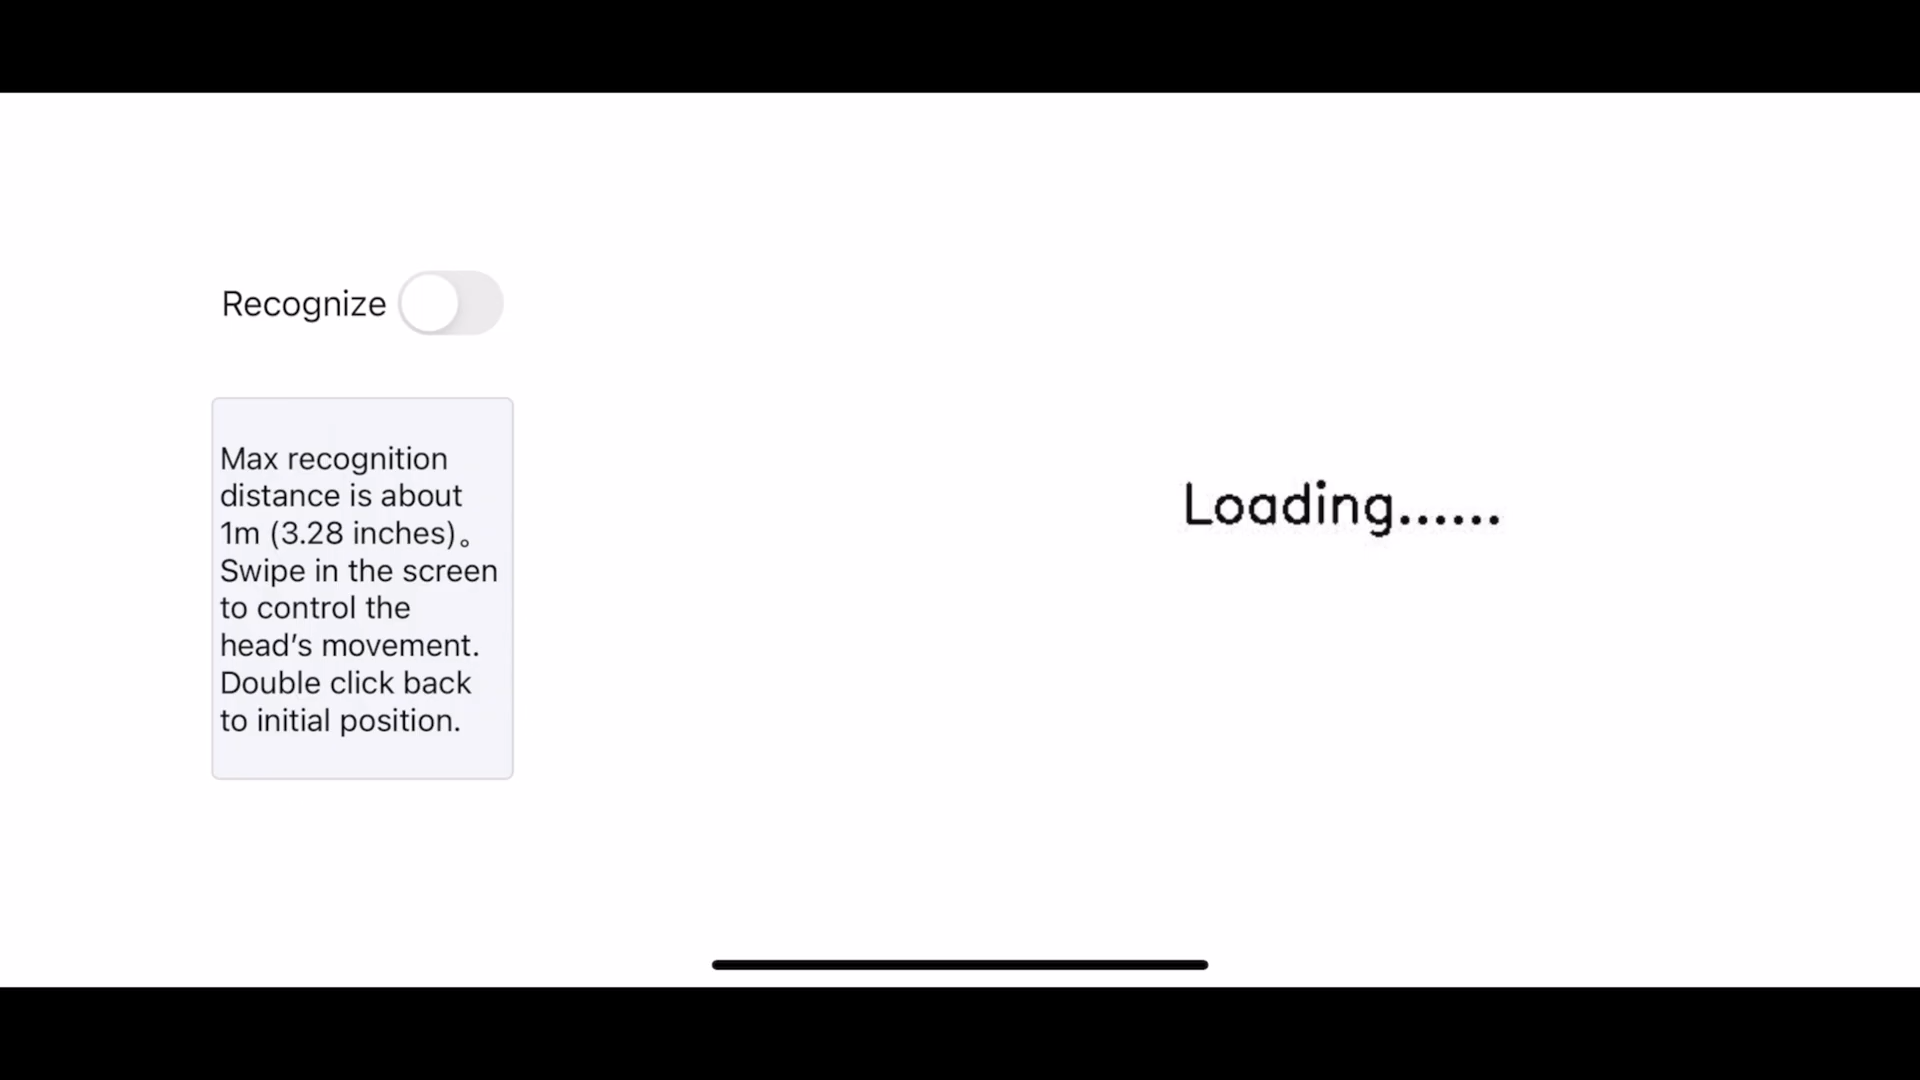 Recognize
Max recognition
distance is about
1m (3.28 inches)。
Swipe in the screen
to control the
head’s movement.
Double click back
to initial position.
Loading......